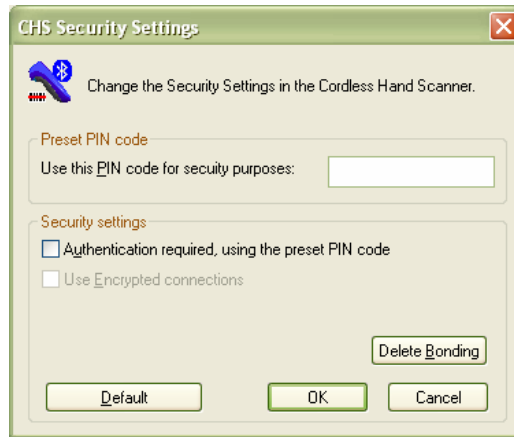 CHS Security Settings
Change the Security Settings in the Cordless Hand Scanner.
Preset PIN code
Use this PIN code for secuity purposes:
Security settings
Authentication required, using the preset PIN code
Use Encrypted connections
Delete Bonding
Default OK Cancel